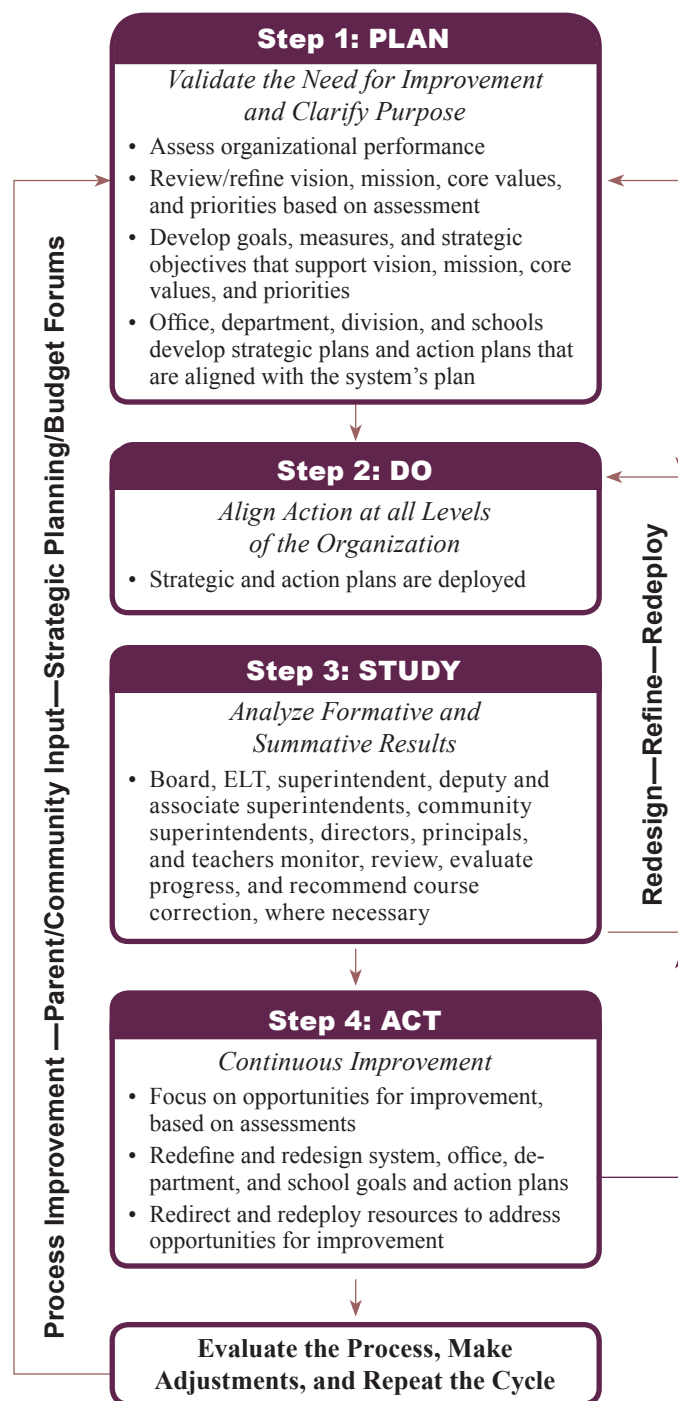 Step 1: PLAN
Validate the Need for Improvement
and Clarify Purpose
• Assess organizational performance
• Review/refine vision, mission, core values,
and priorities based on assessment
• Develop goals, measures, and strategic
objectives that support vision, mission, core
values, and priorities
• Office, department, division, and schools
develop strategic plans and action plans that
are aligned with the system’s plan
Step 2: DO
Align Action at all Levels
of the Organization
• Strategic and action plans are deployed
Step 3: STUDY
Analyze Formative and
Summative Results
• Board, ELT, superintendent, deputy and
associate superintendents, community
superintendents, directors, principals,
and teachers monitor, review, evaluate
progress, and recommend course
correction, where necessary
Step 4: ACT
Continuous Improvement
• Focus on opportunities for improvement,
based on assessments
• Redefine and redesign system, office, de-
partment, and school goals and action plans
• Redirect and redeploy resources to address
opportunities for improvement
Evaluate the Process, Make
Adjustments, and Repeat the Cycle
Process Improvement —Parent/Community Input—Strategic Planning/Budget Forums
Redesign—Refine—Redeploy